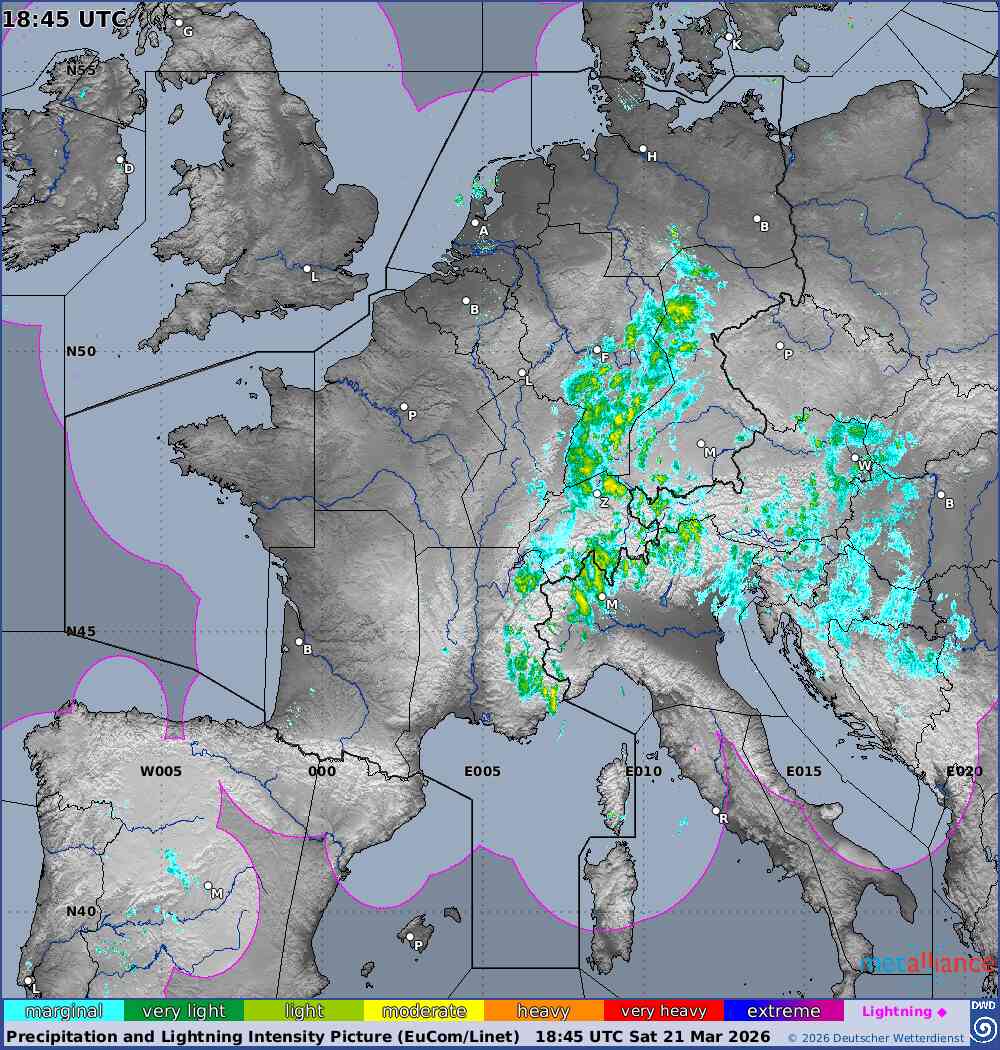 18:45 UTC
G
K
N55
D
H
A
B
B
L
B
N50
F
P
L
P
M
W
Z
B
M
N45
B
W005
000
E005
E010
E015
E020
R
M
N40
P
L
metalliance
marginal very light light moderate heavy very heavy extreme Lightning ◆
DWD
Precipitation and Lightning Intensity Picture (EuCom/Linet) 18:45 UTC Sat 21 Mar 2026 © 2026 Deutscher Wetterdienst